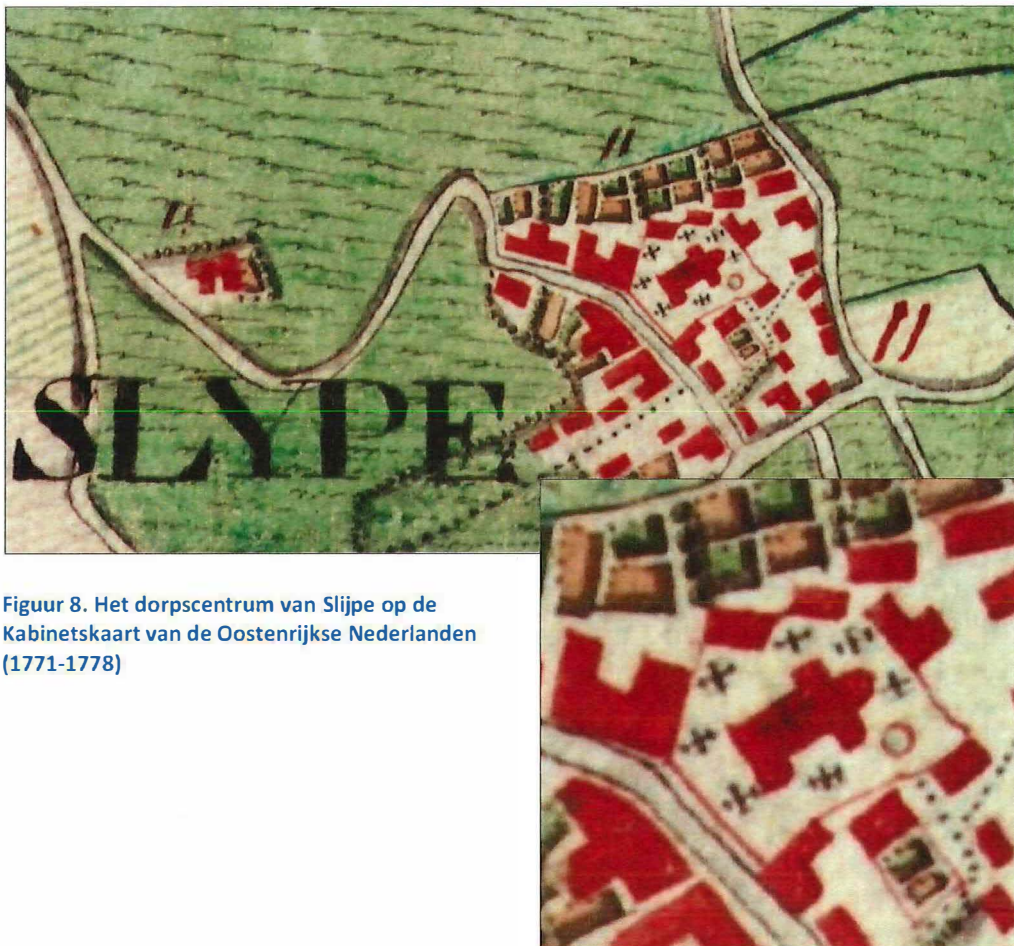 SLYPE
Figuur 8. Het dorpscentrum van Slijpe op de
Kabinetskaart van de Oostenrijkse Nederlanden
(1771-1778)